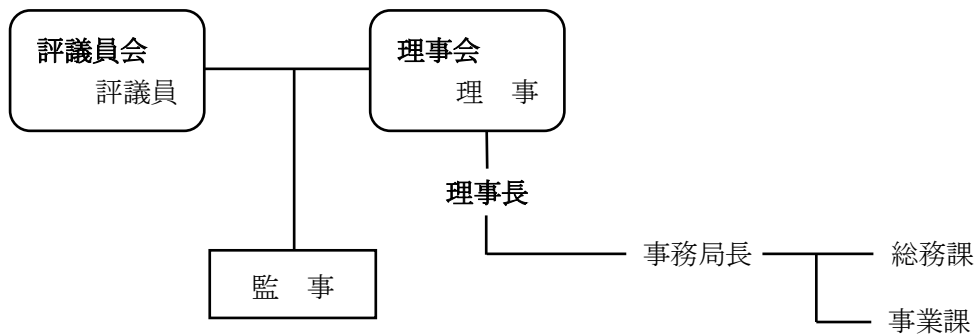 評議員会
評議員
理事会
理　事
理事長
監　事
事務局長
総務課
事業課